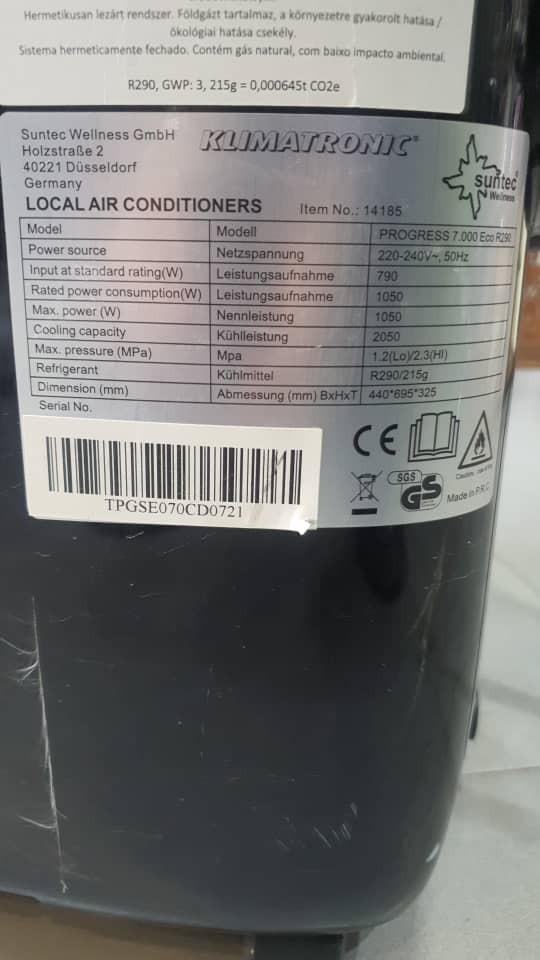 Hermetikusan lezárt rendszer. Földgázt tartalmaz, a környezetre gyakorolt hatása /
ökológiai hatása csekély.
Sistema hermeticamente fechado. Contém gás natural, com baixo impacto ambiental.
R290, GWP: 3, 215g = 0,000645t CO2e
Suntec Wellness GmbH
Holzstraße 2
40221 Düsseldorf
Germany
KLIMATRONIC®
suntec®
Wellness
LOCAL AIR CONDITIONERS Item No.: 14185
Model Modell PROGRESS 7.000 Eco R290
Power source Netzspannung 220-240V~, 50Hz
Input at standard rating(W) Leistungsaufnahme 790
Rated power consumption(W) Leistungsaufnahme 1050
Max. power (W) Nennleistung 1050
Cooling capacity Kühlleistung 2050
Max. pressure (MPa) Mpa 1.2(Lo)/2.3(HI)
Refrigerant Kühlmittel R290/215g
Dimension (mm) Abmessung (mm) BxHxT 440*695*325
Serial No.
TPGSE070CD0721
CE
SGS
GS
Made in P.R.C